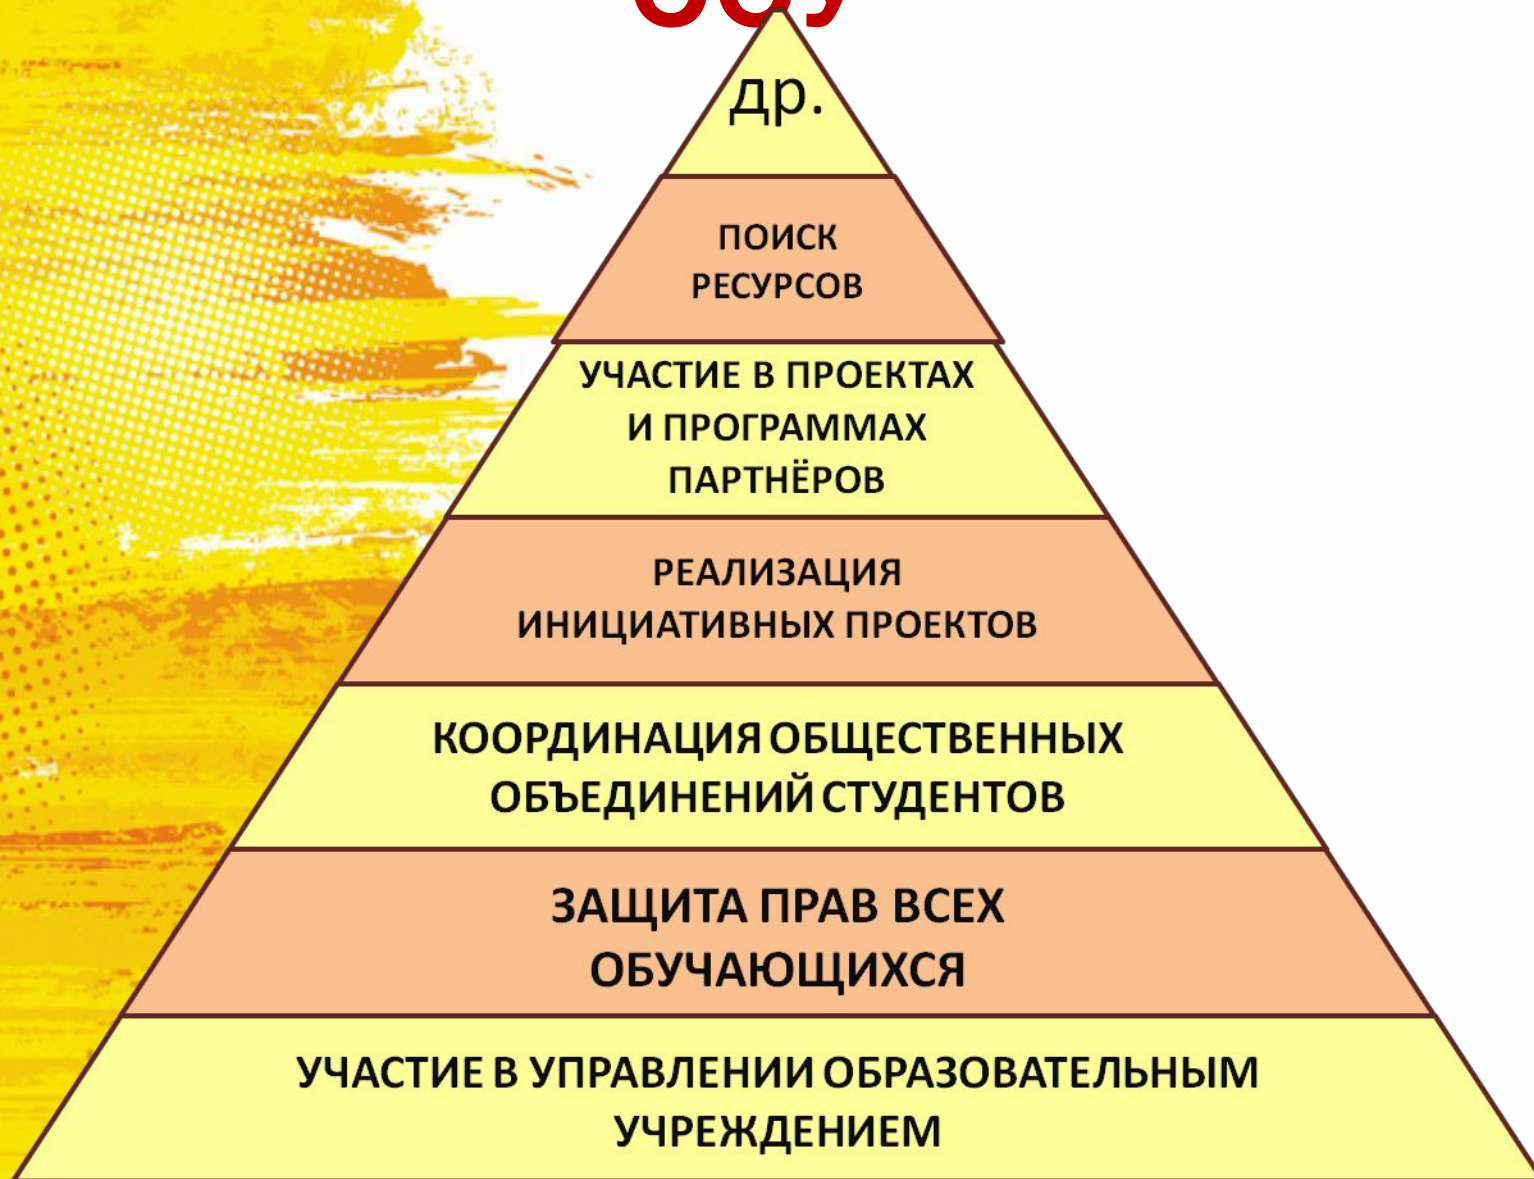 др.
ПОИСК
РЕСУРСОВ
УЧАСТИЕ В ПРОЕКТАХ
И ПРОГРАММАХ
ПАРТНЁРОВ
РЕАЛИЗАЦИЯ
ИНИЦИАТИВНЫХ ПРОЕКТОВ
КООРДИНАЦИЯ ОБЩЕСТВЕННЫХ
ОБЪЕДИНЕНИЙ СТУДЕНТОВ
ЗАЩИТА ПРАВ ВСЕХ
ОБУЧАЮЩИХСЯ
УЧАСТИЕ В УПРАВЛЕНИИ ОБРАЗОВАТЕЛЬНЫМ
УЧРЕЖДЕНИЕМ